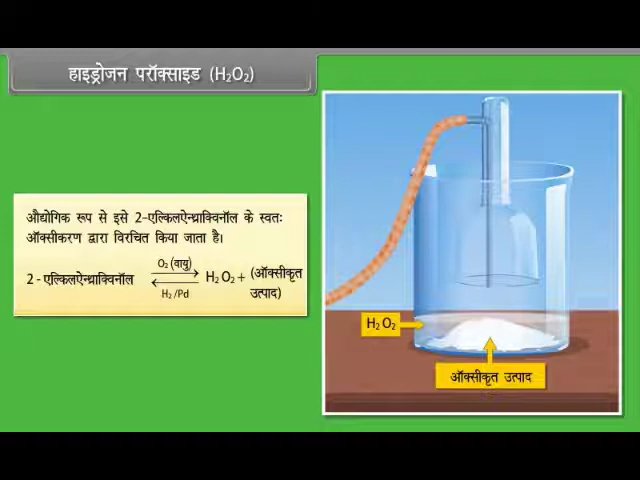 हाइड्रोजन परॉक्साइड (H₂O₂)
औद्योगिक रूप से इसे 2-एल्किलऐन्थ्राक्विनॉल के स्वतः
ऑक्सीकरण द्वारा विरचित किया जाता है।
O₂ (वायु)
2 - एल्किलऐन्थ्राक्विनॉल ⇌ H₂O₂ + (ऑक्सीकृत
H₂/Pd उत्पाद)
H₂O₂
ऑक्सीकृत उत्पाद